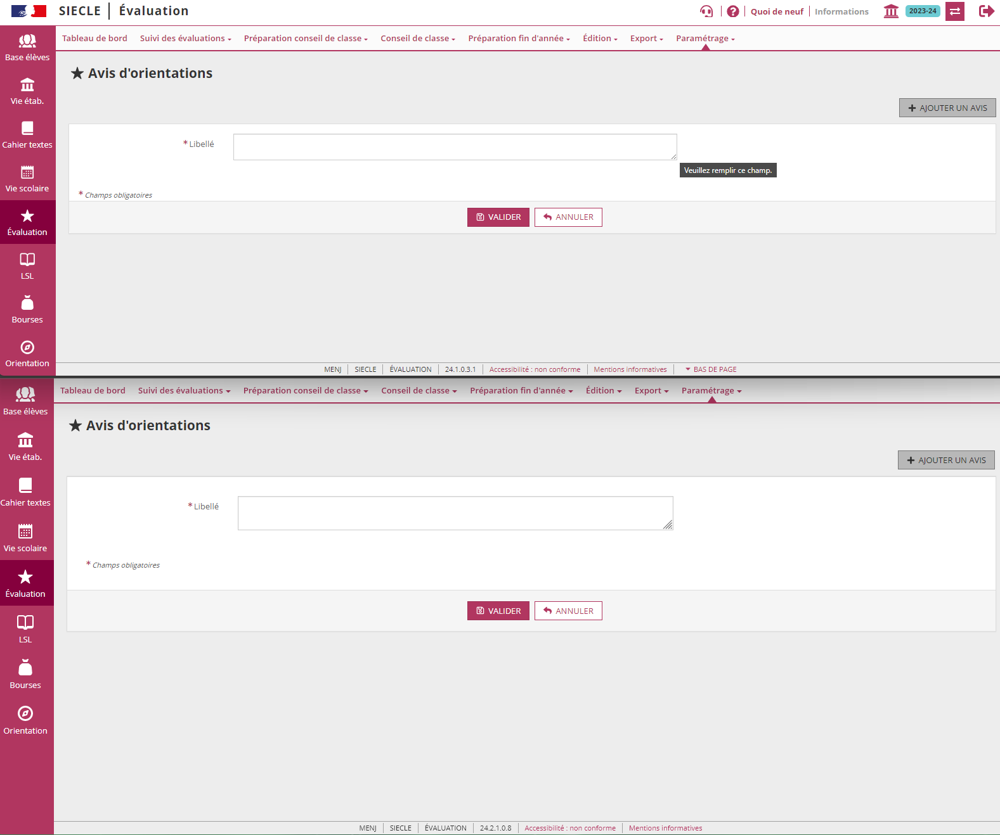 SIECLE | Évaluation
Quoi de neuf | Informations 2023-24
Tableau de bord Suivi des évaluations Préparation conseil de classe Conseil de classe Préparation fin d'année Édition Export Paramétrage
Base élèves
Vie étab.
Cahier textes
Vie scolaire
Évaluation
LSL
Bourses
Orientation
★ Avis d'orientations
+ AJOUTER UN AVIS
* Libellé
Veuillez remplir ce champ.
* Champs obligatoires
VALIDER ANNULER
MENJ | SIECLE | ÉVALUATION | 24.1.0.3.1 | Accessibilité : non conforme | Mentions informatives | BAS DE PAGE
Tableau de bord Suivi des évaluations Préparation conseil de classe Conseil de classe Préparation fin d'année Édition Export Paramétrage
Base élèves
Vie étab.
Cahier textes
Vie scolaire
Évaluation
LSL
Bourses
Orientation
★ Avis d'orientations
+ AJOUTER UN AVIS
* Libellé
* Champs obligatoires
VALIDER ANNULER
MENJ | SIECLE | ÉVALUATION | 24.2.1.0.8 | Accessibilité : non conforme | Mentions informatives